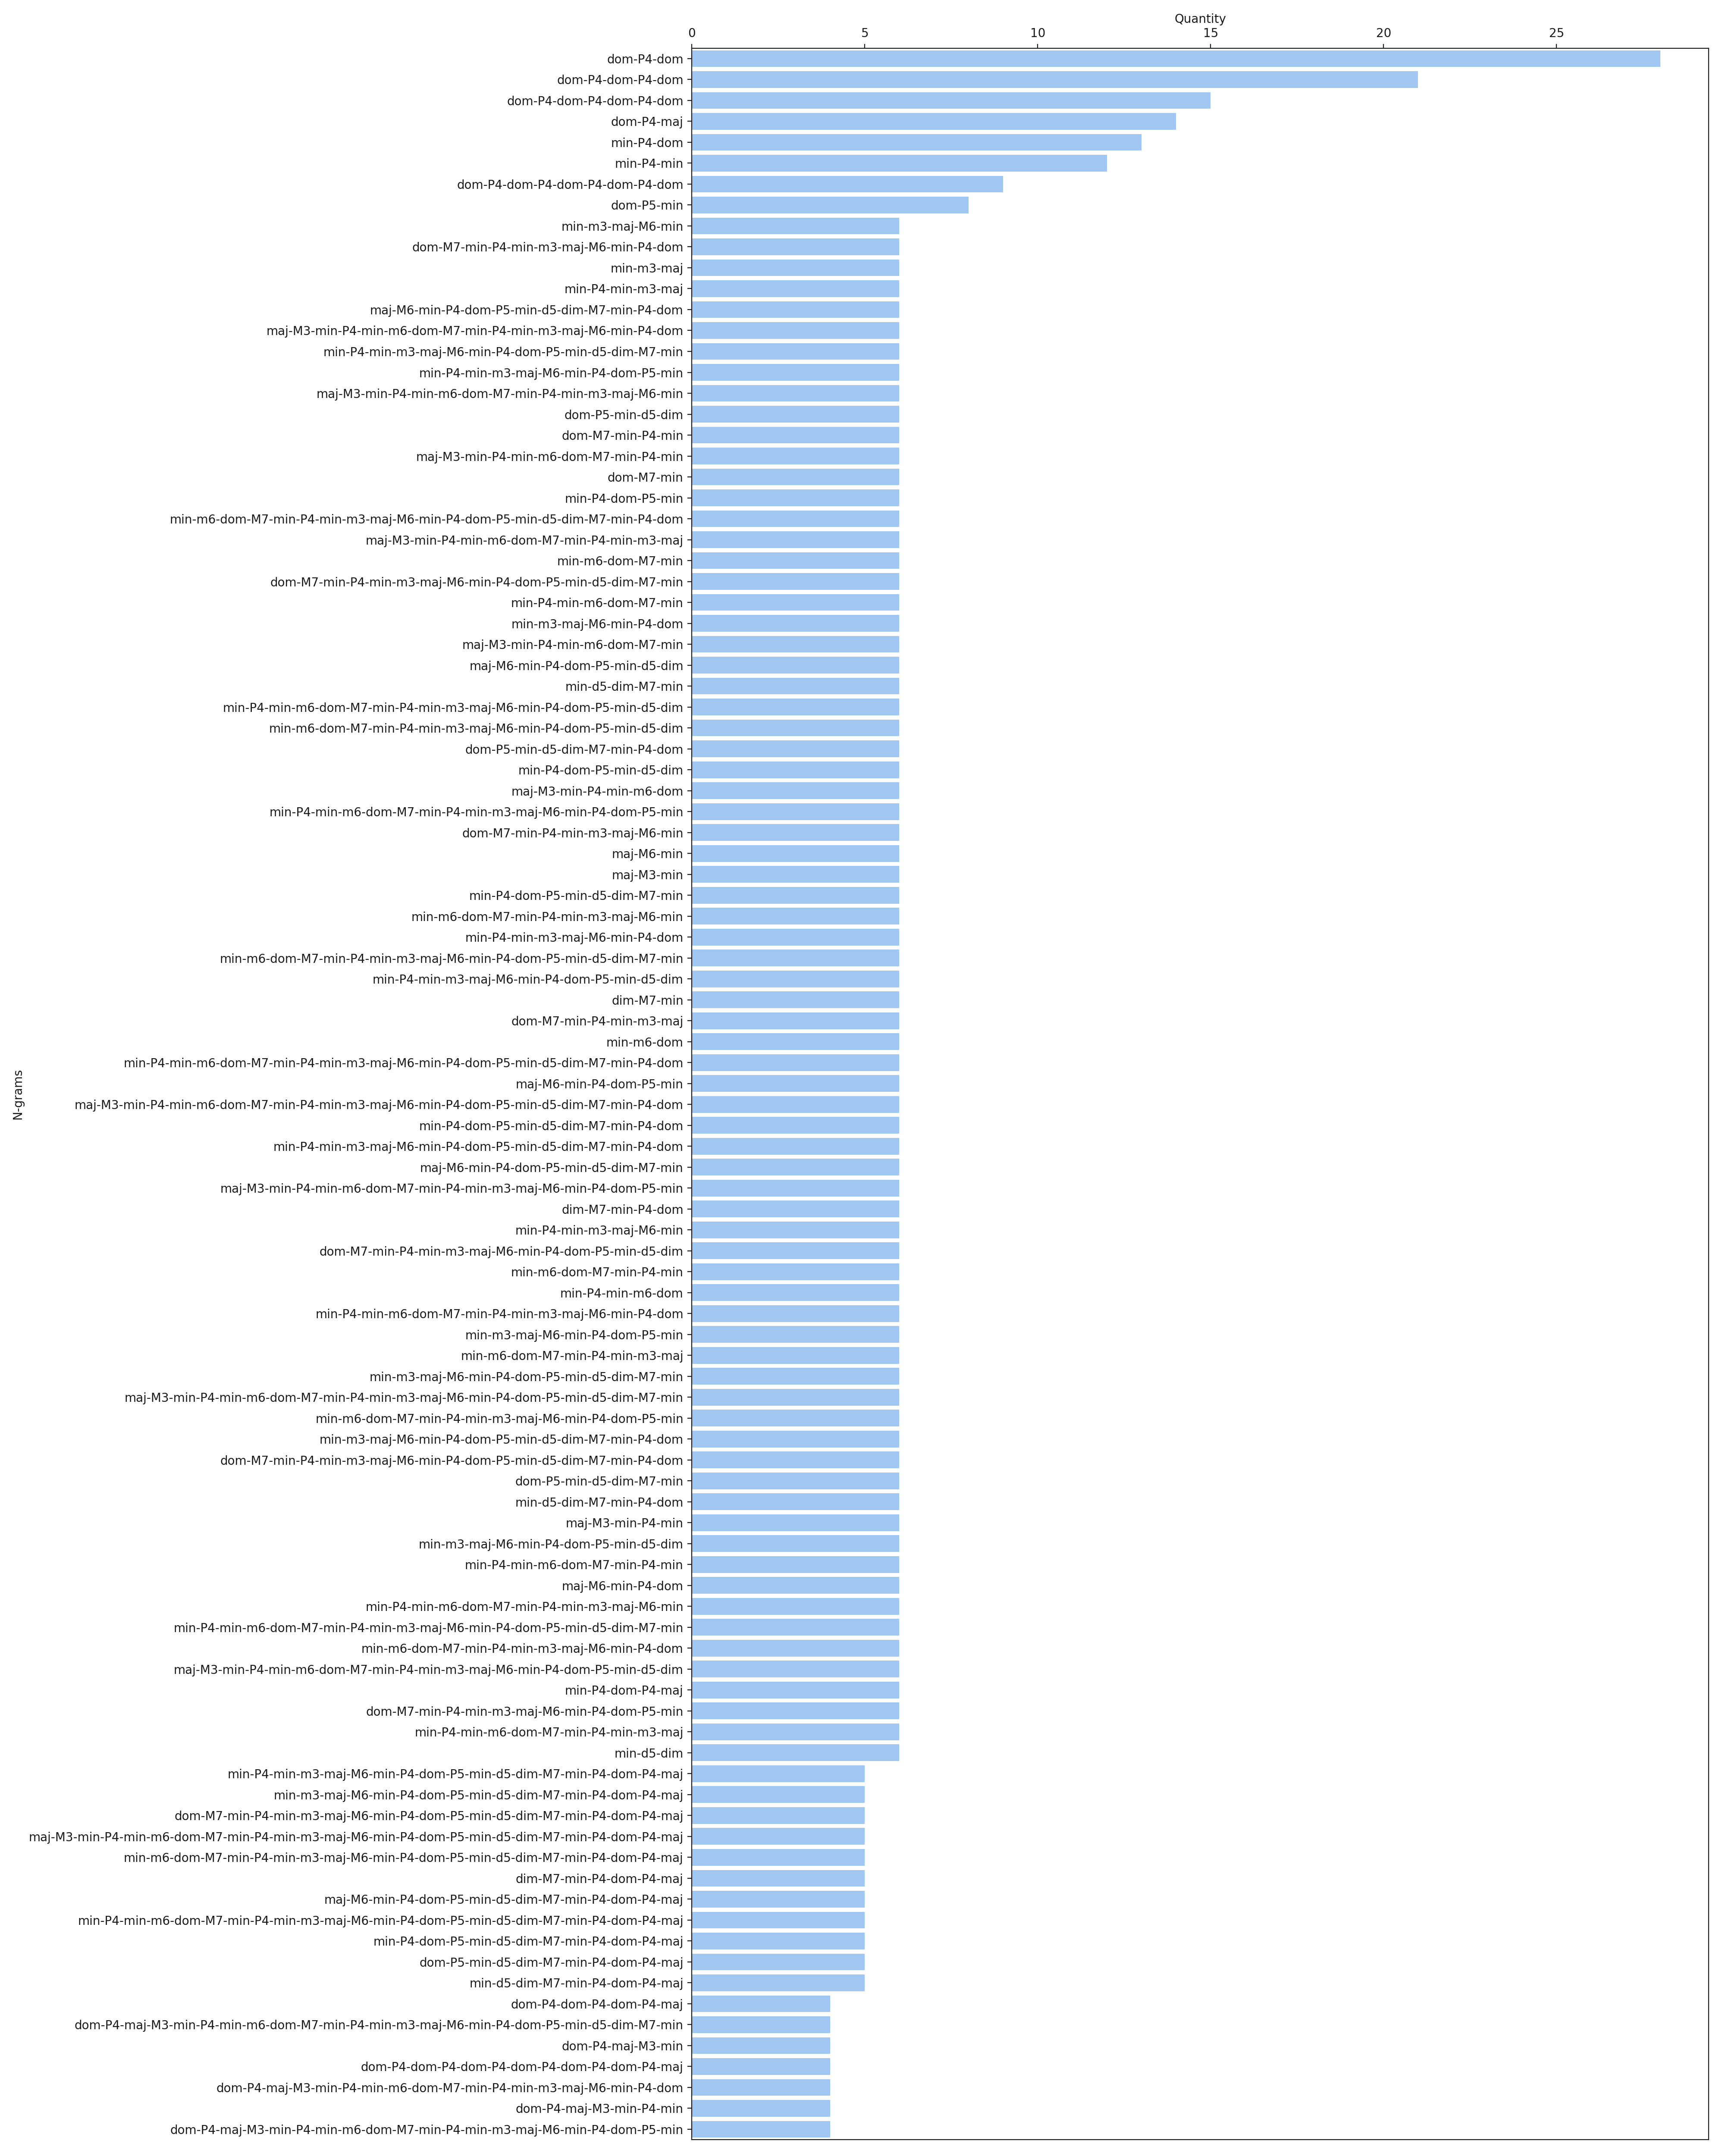 Quantity
0 5 10 15 20 25
dom-P4-dom
dom-P4-dom-P4-dom
dom-P4-dom-P4-dom-P4-dom
dom-P4-maj
min-P4-dom
min-P4-min
dom-P4-dom-P4-dom-P4-dom-P4-dom
dom-P5-min
min-m3-maj-M6-min
dom-M7-min-P4-min-m3-maj-M6-min-P4-dom
min-m3-maj
min-P4-min-m3-maj
maj-M6-min-P4-dom-P5-min-d5-dim-M7-min-P4-dom
maj-M3-min-P4-min-m6-dom-M7-min-P4-min-m3-maj-M6-min-P4-dom
min-P4-min-m3-maj-M6-min-P4-dom-P5-min-d5-dim-M7-min
min-P4-min-m3-maj-M6-min-P4-dom-P5-min
maj-M3-min-P4-min-m6-dom-M7-min-P4-min-m3-maj-M6-min
dom-P5-min-d5-dim
dom-M7-min-P4-min
maj-M3-min-P4-min-m6-dom-M7-min-P4-min
dom-M7-min
min-P4-dom-P5-min
min-m6-dom-M7-min-P4-min-m3-maj-M6-min-P4-dom-P5-min-d5-dim-M7-min-P4-dom
maj-M3-min-P4-min-m6-dom-M7-min-P4-min-m3-maj
min-m6-dom-M7-min
dom-M7-min-P4-min-m3-maj-M6-min-P4-dom-P5-min-d5-dim-M7-min
min-P4-min-m6-dom-M7-min
min-m3-maj-M6-min-P4-dom
maj-M3-min-P4-min-m6-dom-M7-min
maj-M6-min-P4-dom-P5-min-d5-dim
min-d5-dim-M7-min
min-P4-min-m6-dom-M7-min-P4-min-m3-maj-M6-min-P4-dom-P5-min-d5-dim
min-m6-dom-M7-min-P4-min-m3-maj-M6-min-P4-dom-P5-min-d5-dim
dom-P5-min-d5-dim-M7-min-P4-dom
min-P4-dom-P5-min-d5-dim
maj-M3-min-P4-min-m6-dom
min-P4-min-m6-dom-M7-min-P4-min-m3-maj-M6-min-P4-dom-P5-min
dom-M7-min-P4-min-m3-maj-M6-min
maj-M6-min
maj-M3-min
min-P4-dom-P5-min-d5-dim-M7-min
min-m6-dom-M7-min-P4-min-m3-maj-M6-min
min-P4-min-m3-maj-M6-min-P4-dom
min-m6-dom-M7-min-P4-min-m3-maj-M6-min-P4-dom-P5-min-d5-dim-M7-min
min-P4-min-m3-maj-M6-min-P4-dom-P5-min-d5-dim
dim-M7-min
dom-M7-min-P4-min-m3-maj
min-m6-dom
min-P4-min-m6-dom-M7-min-P4-min-m3-maj-M6-min-P4-dom-P5-min-d5-dim-M7-min-P4-dom
maj-M6-min-P4-dom-P5-min
maj-M3-min-P4-min-m6-dom-M7-min-P4-min-m3-maj-M6-min-P4-dom-P5-min-d5-dim-M7-min-P4-dom
min-P4-dom-P5-min-d5-dim-M7-min-P4-dom
min-P4-min-m3-maj-M6-min-P4-dom-P5-min-d5-dim-M7-min-P4-dom
maj-M6-min-P4-dom-P5-min-d5-dim-M7-min
maj-M3-min-P4-min-m6-dom-M7-min-P4-min-m3-maj-M6-min-P4-dom-P5-min
dim-M7-min-P4-dom
min-P4-min-m3-maj-M6-min
dom-M7-min-P4-min-m3-maj-M6-min-P4-dom-P5-min-d5-dim
min-m6-dom-M7-min-P4-min
min-P4-min-m6-dom
min-P4-min-m6-dom-M7-min-P4-min-m3-maj-M6-min-P4-dom
min-m3-maj-M6-min-P4-dom-P5-min
min-m6-dom-M7-min-P4-min-m3-maj
min-m3-maj-M6-min-P4-dom-P5-min-d5-dim-M7-min
maj-M3-min-P4-min-m6-dom-M7-min-P4-min-m3-maj-M6-min-P4-dom-P5-min-d5-dim-M7-min
min-m6-dom-M7-min-P4-min-m3-maj-M6-min-P4-dom-P5-min
min-m3-maj-M6-min-P4-dom-P5-min-d5-dim-M7-min-P4-dom
dom-M7-min-P4-min-m3-maj-M6-min-P4-dom-P5-min-d5-dim-M7-min-P4-dom
dom-P5-min-d5-dim-M7-min
min-d5-dim-M7-min-P4-dom
maj-M3-min-P4-min
min-m3-maj-M6-min-P4-dom-P5-min-d5-dim
min-P4-min-m6-dom-M7-min-P4-min
maj-M6-min-P4-dom
min-P4-min-m6-dom-M7-min-P4-min-m3-maj-M6-min
min-P4-min-m6-dom-M7-min-P4-min-m3-maj-M6-min-P4-dom-P5-min-d5-dim-M7-min
min-m6-dom-M7-min-P4-min-m3-maj-M6-min-P4-dom
maj-M3-min-P4-min-m6-dom-M7-min-P4-min-m3-maj-M6-min-P4-dom-P5-min-d5-dim
min-P4-dom-P4-maj
dom-M7-min-P4-min-m3-maj-M6-min-P4-dom-P5-min
min-P4-min-m6-dom-M7-min-P4-min-m3-maj
min-d5-dim
min-P4-min-m3-maj-M6-min-P4-dom-P5-min-d5-dim-M7-min-P4-dom-P4-maj
min-m3-maj-M6-min-P4-dom-P5-min-d5-dim-M7-min-P4-dom-P4-maj
dom-M7-min-P4-min-m3-maj-M6-min-P4-dom-P5-min-d5-dim-M7-min-P4-dom-P4-maj
maj-M3-min-P4-min-m6-dom-M7-min-P4-min-m3-maj-M6-min-P4-dom-P5-min-d5-dim-M7-min-P4-dom-P4-maj
min-m6-dom-M7-min-P4-min-m3-maj-M6-min-P4-dom-P5-min-d5-dim-M7-min-P4-dom-P4-maj
dim-M7-min-P4-dom-P4-maj
maj-M6-min-P4-dom-P5-min-d5-dim-M7-min-P4-dom-P4-maj
min-P4-min-m6-dom-M7-min-P4-min-m3-maj-M6-min-P4-dom-P5-min-d5-dim-M7-min-P4-dom-P4-maj
min-P4-dom-P5-min-d5-dim-M7-min-P4-dom-P4-maj
dom-P5-min-d5-dim-M7-min-P4-dom-P4-maj
min-d5-dim-M7-min-P4-dom-P4-maj
dom-P4-dom-P4-dom-P4-maj
dom-P4-maj-M3-min-P4-min-m6-dom-M7-min-P4-min-m3-maj-M6-min-P4-dom-P5-min-d5-dim-M7-min
dom-P4-maj-M3-min
dom-P4-dom-P4-dom-P4-dom-P4-dom-P4-dom-P4-maj
dom-P4-maj-M3-min-P4-min-m6-dom-M7-min-P4-min-m3-maj-M6-min-P4-dom
dom-P4-maj-M3-min-P4-min
dom-P4-maj-M3-min-P4-min-m6-dom-M7-min-P4-min-m3-maj-M6-min-P4-dom-P5-min
N-grams